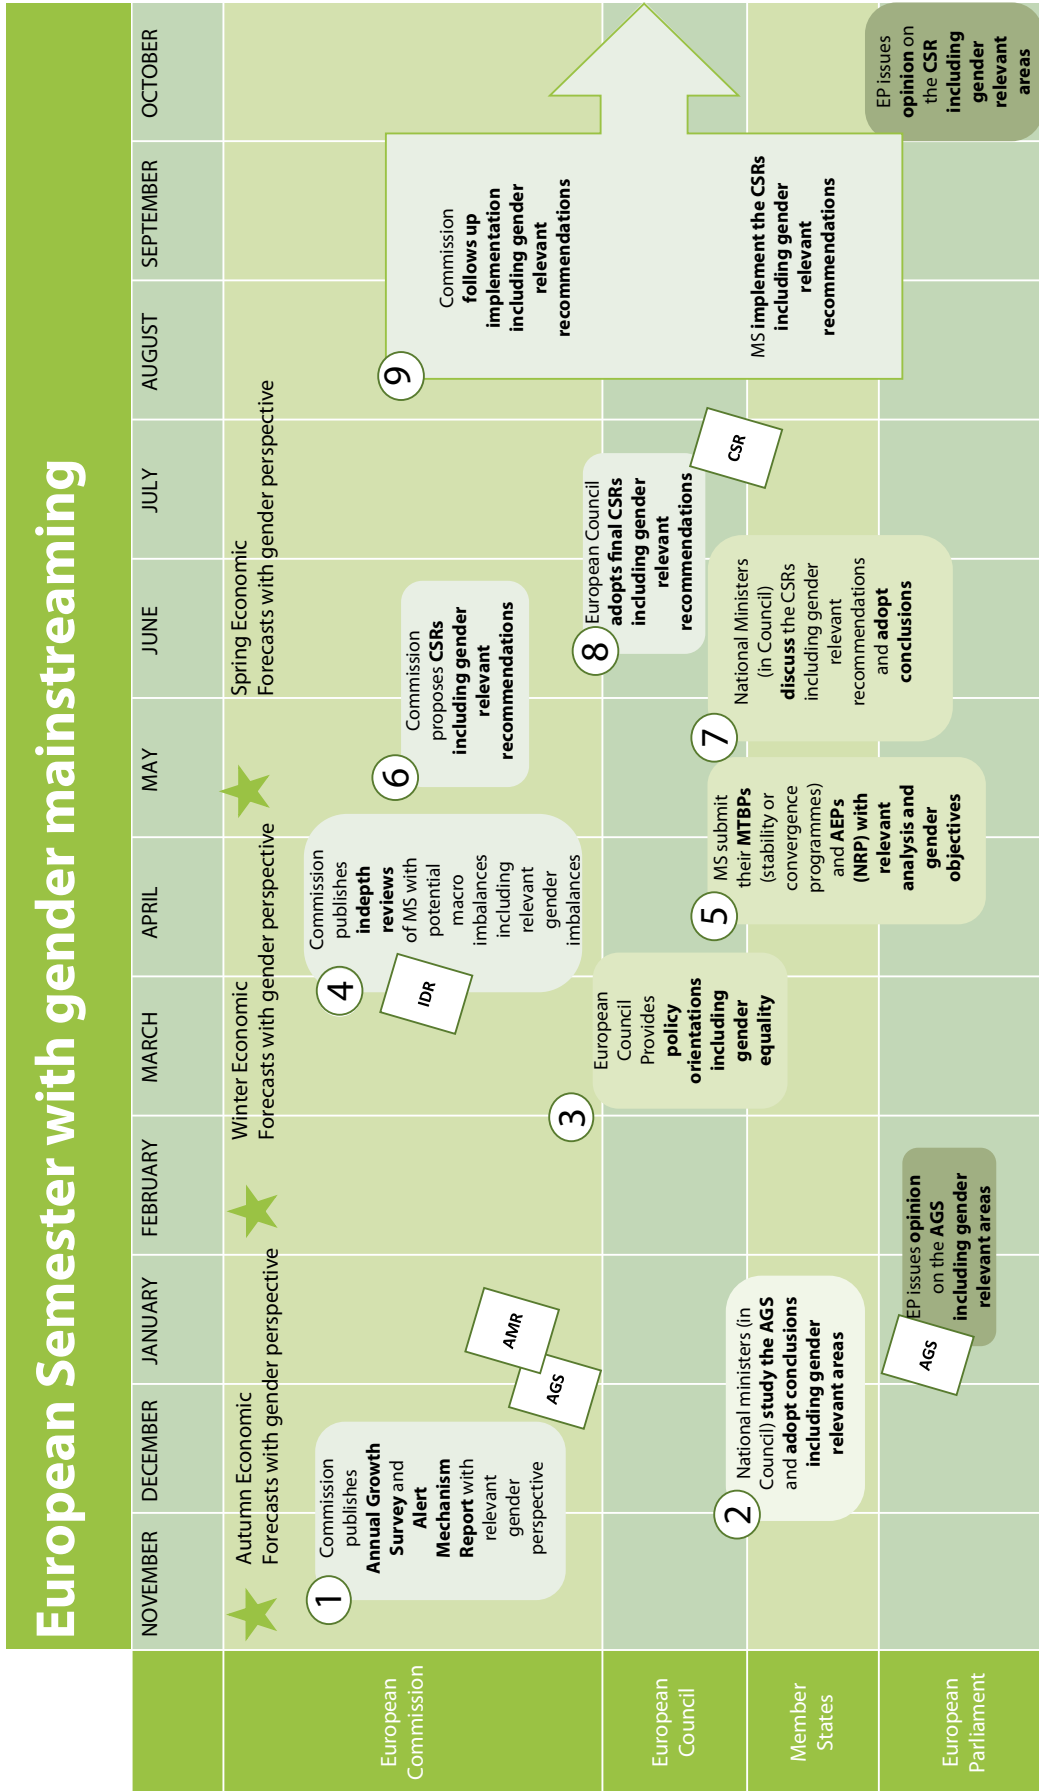 European Semester with gender mainstreaming
NOVEMBER
DECEMBER
JANUARY
FEBRUARY
MARCH
APRIL
MAY
JUNE
JULY
AUGUST
SEPTEMBER
OCTOBER
European
Commission
Autumn Economic
Forecasts with gender perspective
Winter Economic
Forecasts with gender perspective
Spring Economic
Forecasts with gender perspective
1
Commission
publishes
Annual Growth
Survey and
Alert
Mechanism
Report with
relevant
gender
perspective
AGS
AMR
4
Commission
publishes
indepth
reviews
of MS with
potential
macro
imbalances
including
relevant
gender
imbalances
IDR
6
Commission
proposes CSRs
including gender
relevant
recommendations
9
Commission
follows up
implementation
including gender
relevant
recommendations
MS implement the CSRs
including gender
relevant
recommendations
European
Council
3
European
Council
Provides
policy
orientations
including
gender
equality
8
European Council
adopts final CSRs
including gender
relevant
recommendations
CSR
Member
States
2
National ministers (in
Council) study the AGS
and adopt conclusions
including gender
relevant areas
5
MS submit
their MTBPs
(stability or
convergence
programmes)
and AEPs
(NRP) with
relevant
analysis and
gender
objectives
7
National Ministers
(in Council)
discuss the CSRs
including gender
relevant
recommendations
and adopt
conclusions
European
Parliament
AGS
EP issues opinion
on the AGS
including gender
relevant areas
EP issues
opinion on
the CSR
including
gender
relevant
areas